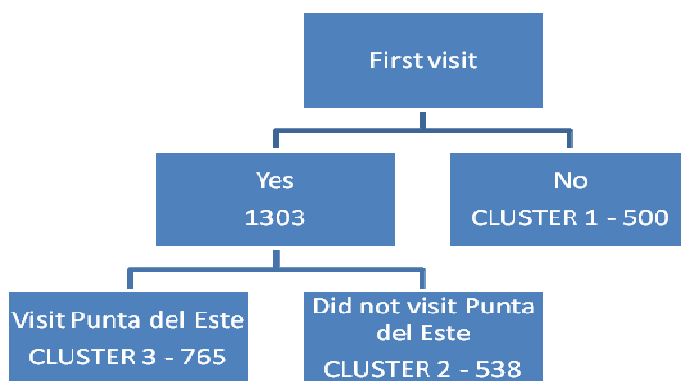 First visit
Yes
1303
No
CLUSTER 1 - 500
Visit Punta del Este
CLUSTER 3 - 765
Did not visit Punta
del Este
CLUSTER 2 - 538